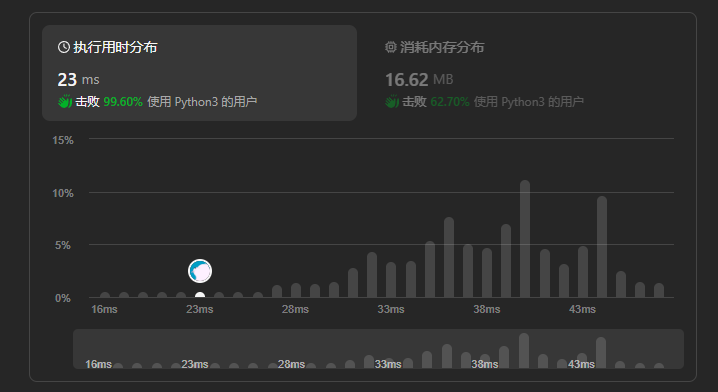 执行用时分布
23 ms
击败 99.60% 使用 Python3 的用户
消耗内存分布
16.62 MB
击败 62.70% 使用 Python3 的用户
15%
10%
5%
0%
16ms 23ms 28ms 33ms 38ms 43ms
16ms 23ms 28ms 33ms 38ms 43ms